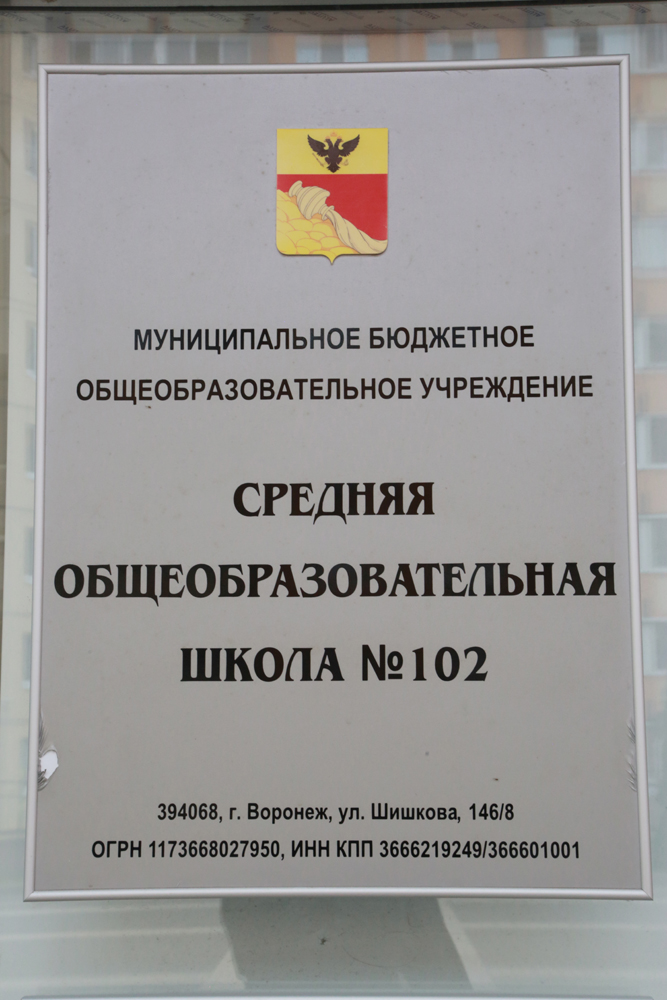 МУНИЦИПАЛЬНОЕ БЮДЖЕТНОЕ
ОБЩЕОБРАЗОВАТЕЛЬНОЕ УЧРЕЖДЕНИЕ
СРЕДНЯЯ
ОБЩЕОБРАЗОВАТЕЛЬНАЯ
ШКОЛА №102
394068, г. Воронеж, ул. Шишкова, 146/8
ОГРН 1173668027950, ИНН КПП 3666219249/366601001